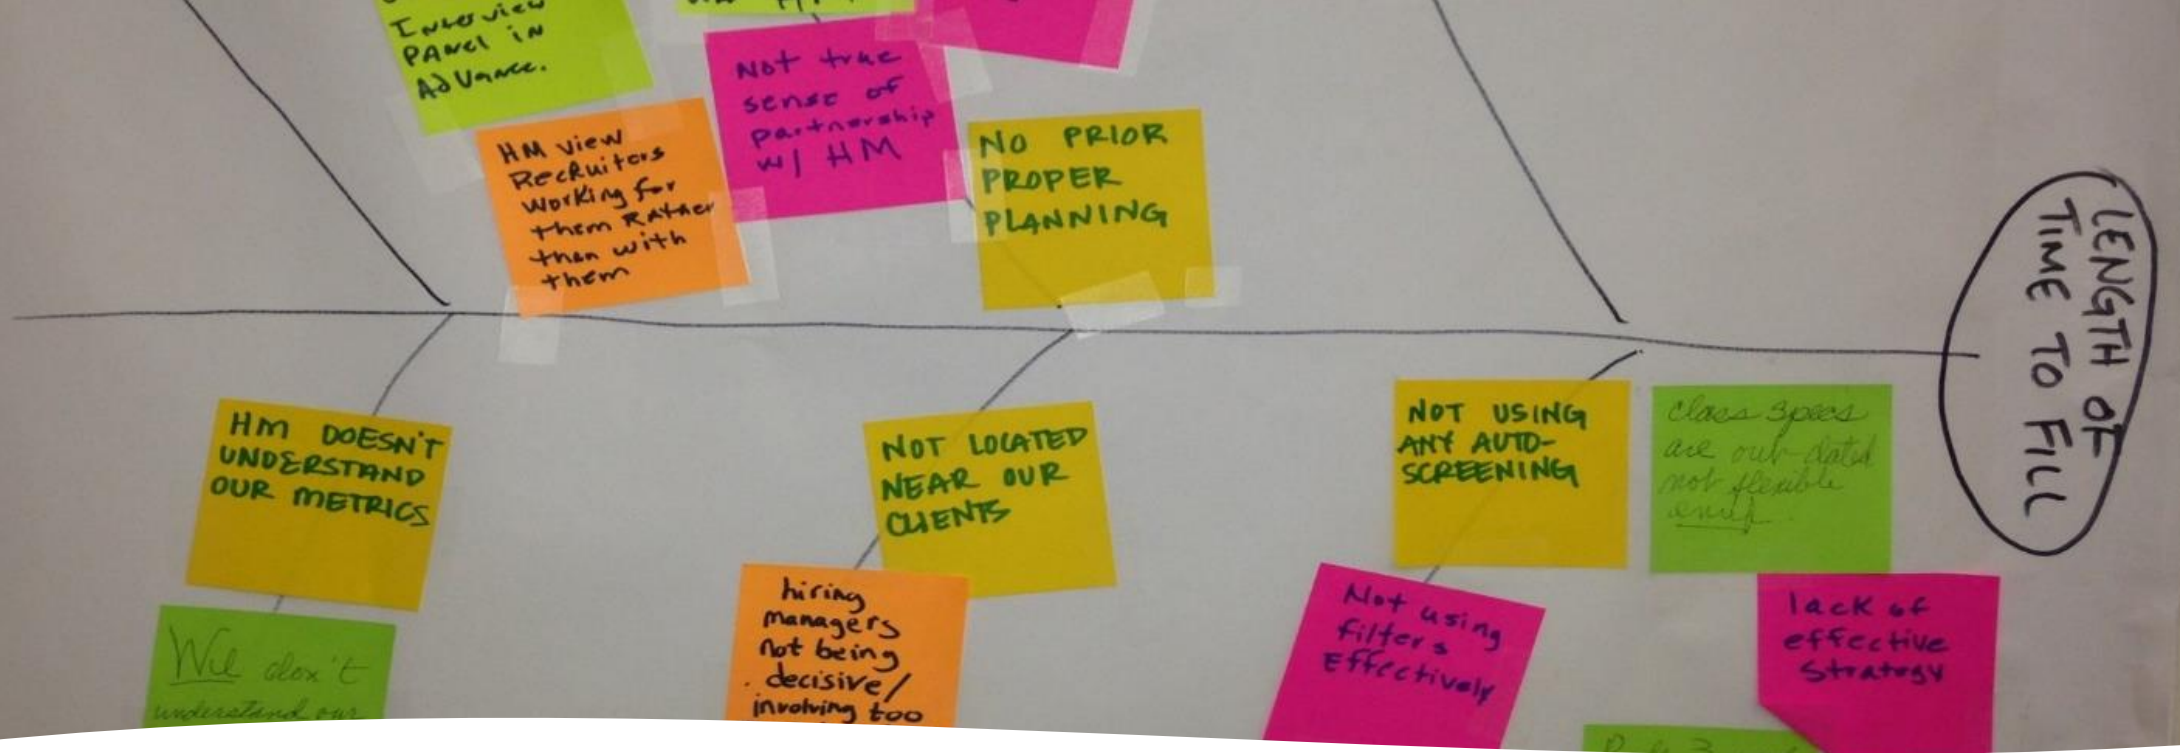 Interview
PANEL in
AdVance.
Not true
sense of
partnership
w/ HM
HM view
Recruitors
working for
them Rather
than with
them
NO PRIOR
PROPER
PLANNING
LENGTH OF
TIME TO FILL
HM DOESN'T
UNDERSTAND
OUR METRICS
NOT LOCATED
NEAR OUR
CLIENTS
NOT USING
ANY AUTO-
SCREENING
class specs
are out-dated
not flexible
We don't
understand our
hiring
managers
not being
decisive/
involving too
Not using
filters
Effectively
lack of
effective
strategy